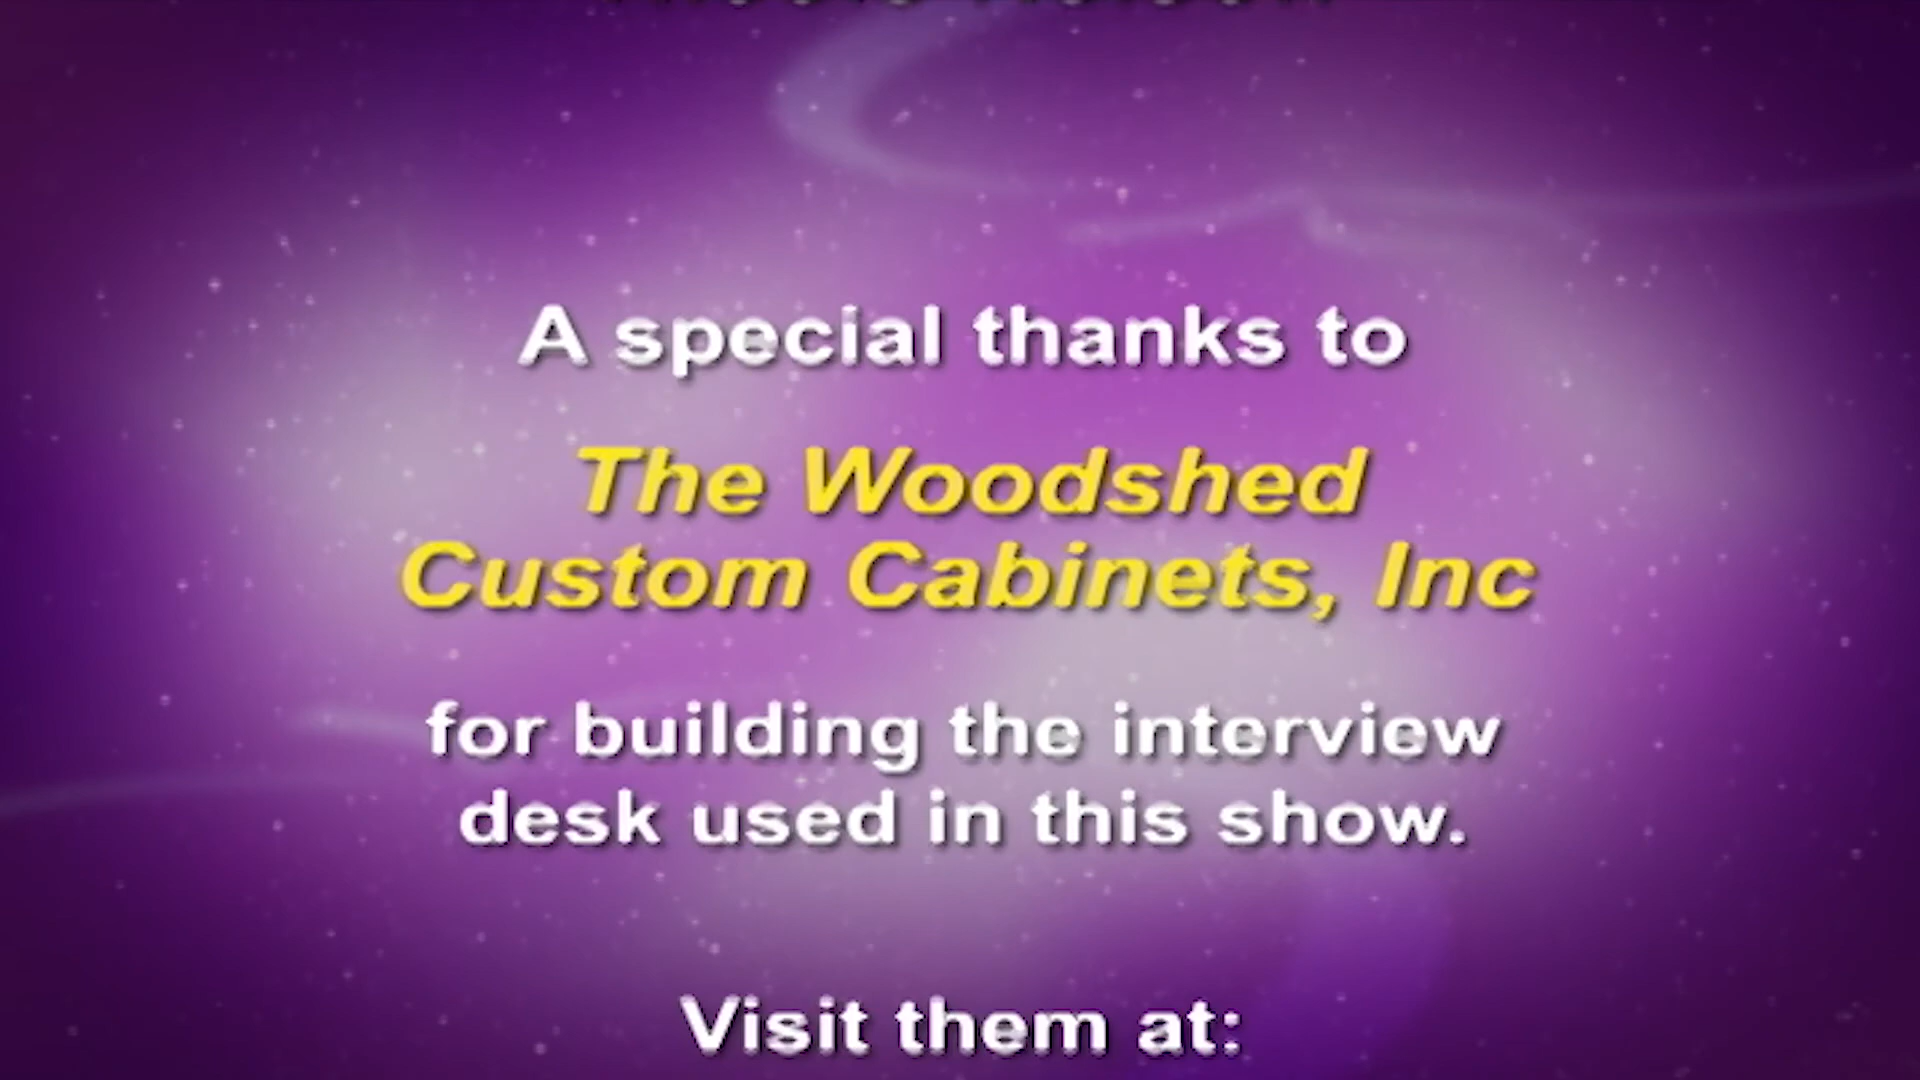 A special thanks to
The Woodshed
Custom Cabinets, Inc
for building the interview
desk used in this show.
Visit them at: